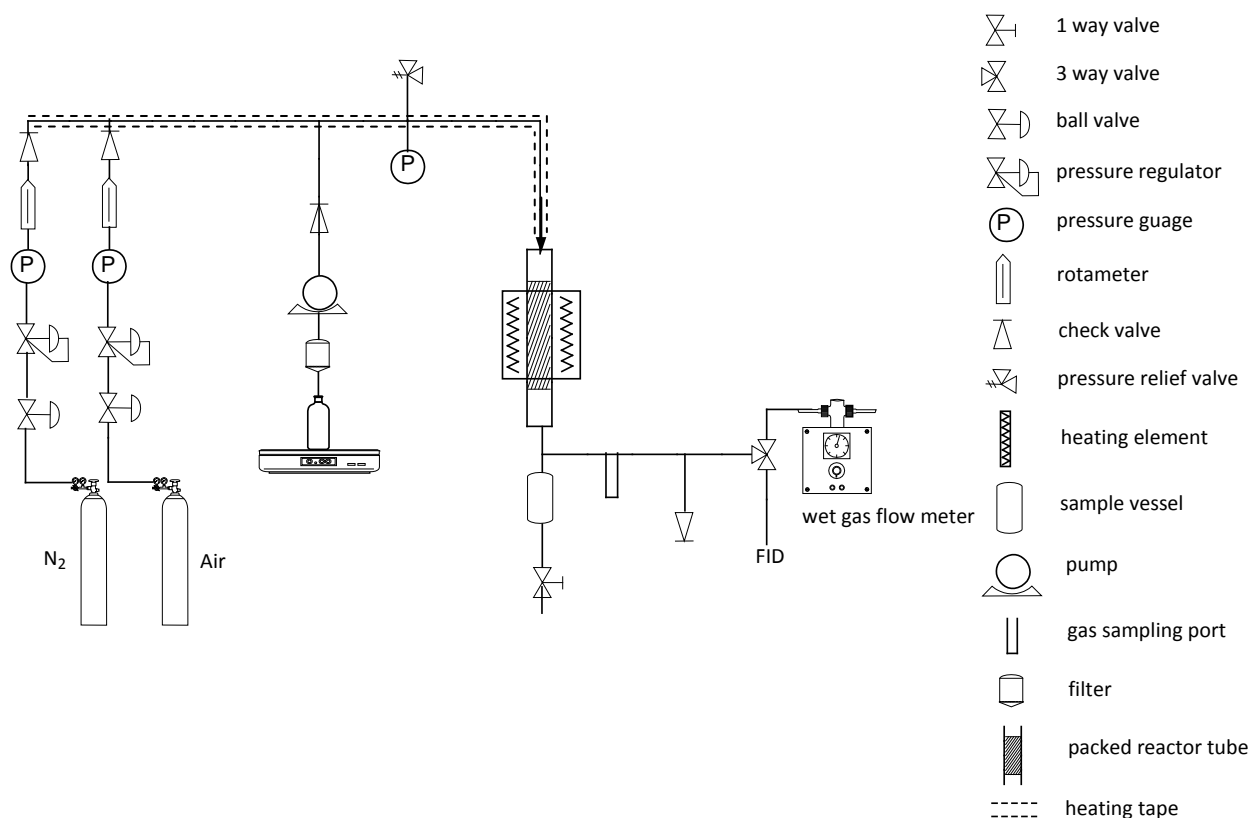 1 way valve
3 way valve
ball valve
pressure regulator
pressure guage
rotameter
check valve
pressure relief valve
heating element
sample vessel
pump
gas sampling port
filter
packed reactor tube
heating tape
P
P
P
P
wet gas flow meter
N₂
Air
FID